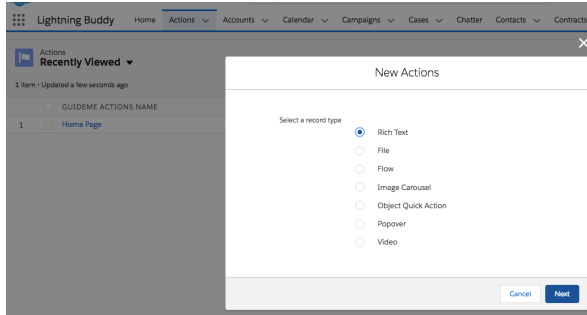 Lightning Buddy Home Actions Accounts Calendar Campaigns Cases Chatter Contacts Contracts
Actions
Recently Viewed
1 item • Updated a few seconds ago
GUIDEME ACTIONS NAME
1 Home Page
New Actions
Select a record type
Rich Text
File
Flow
Image Carousel
Object Quick Action
Popover
Video
Cancel Next